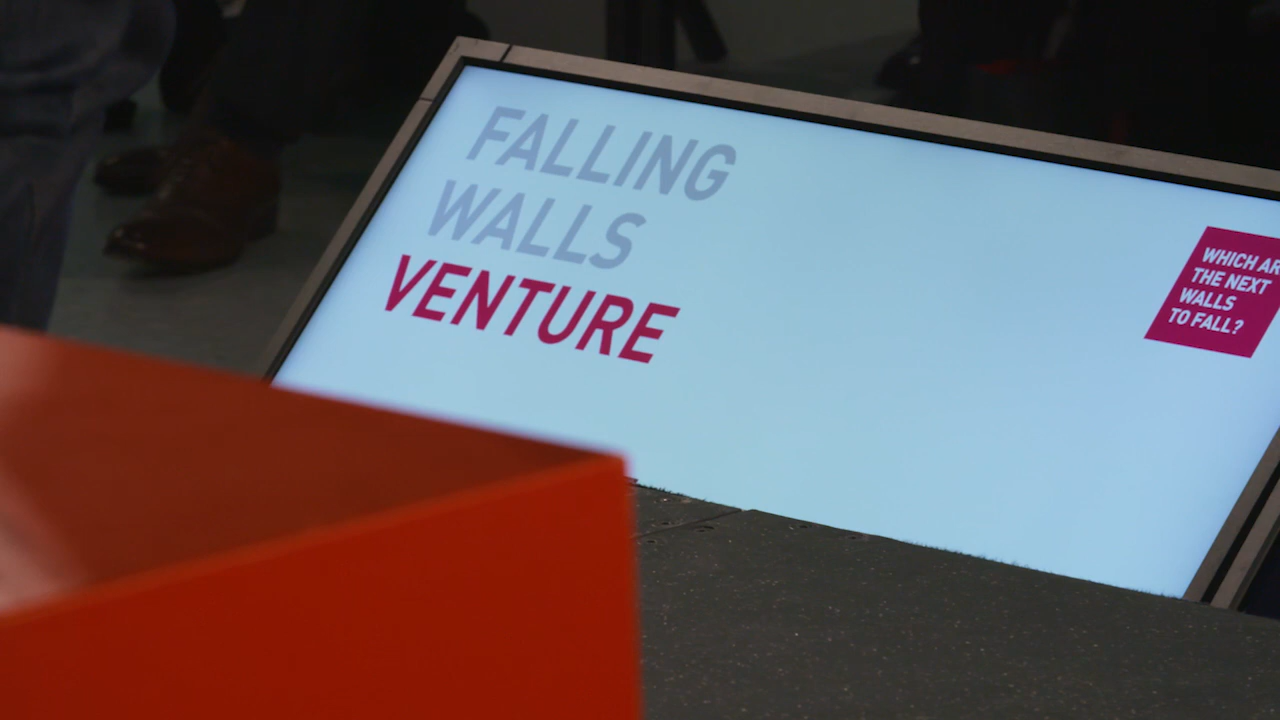 FALLING
WALLS
VENTURE
WHICH AR
THE NEXT
WALLS
TO FALL?